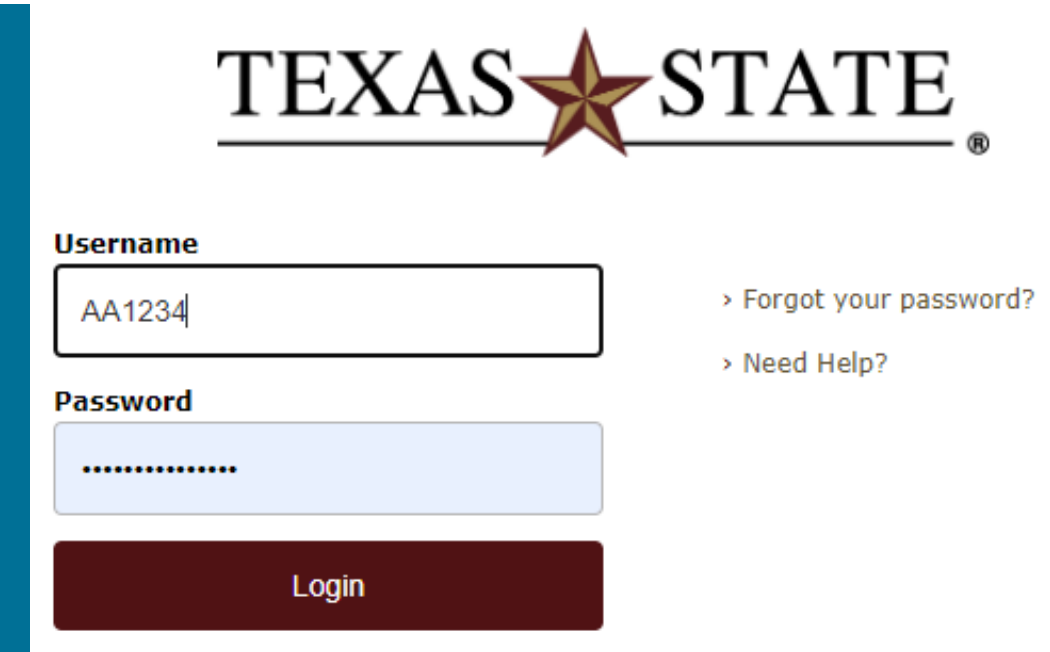 TEXAS STATE ®
Username
AA1234
› Forgot your password?
› Need Help?
Password
•••••••••••••••
Login